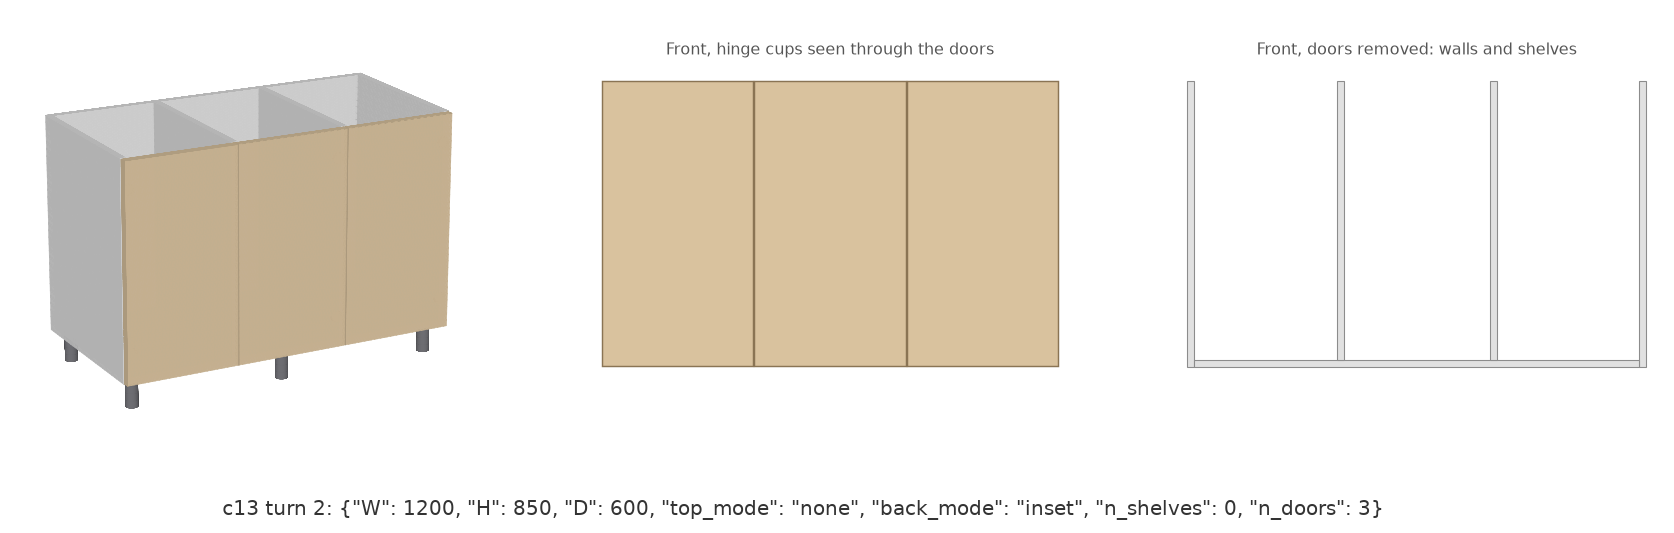 Front, hinge cups seen through the doors
Front, doors removed: walls and shelves
c13 turn 2: {"W": 1200, "H": 850, "D": 600, "top_mode": "none", "back_mode": "inset", "n_shelves": 0, "n_doors": 3}